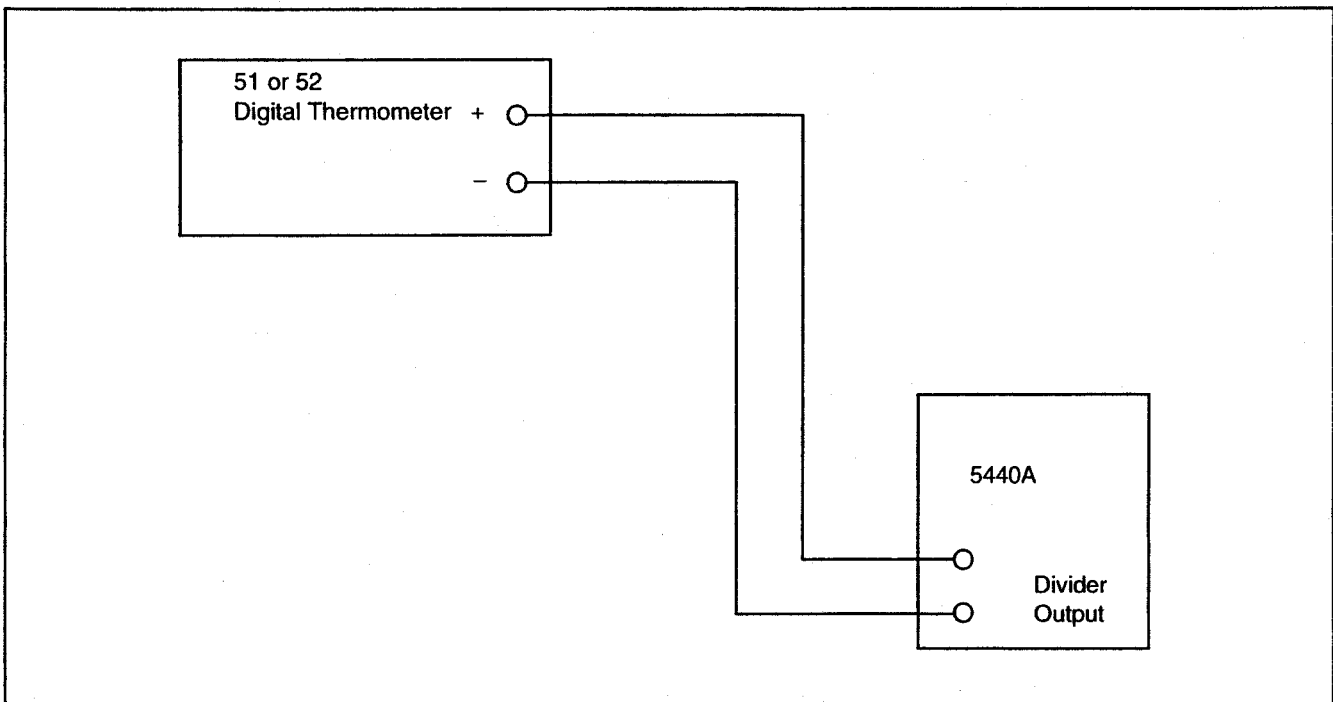 51 or 52
Digital Thermometer +
−
5440A
Divider
Output